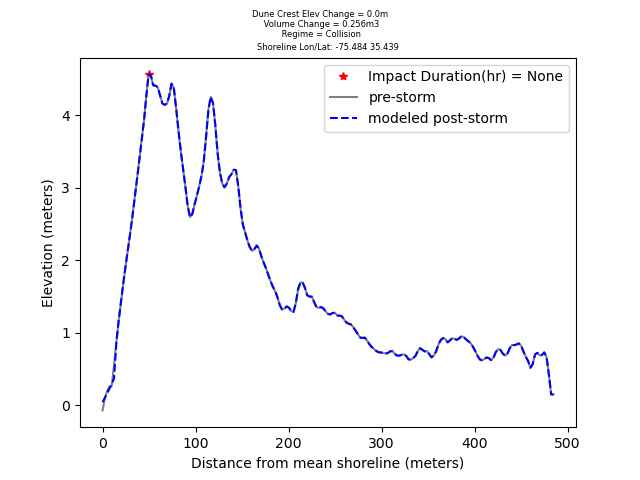 Dune Crest Elev Change = 0.0m
Volume Change = 0.256m3
Regime = Collision
Shoreline Lon/Lat: -75.484 35.439
Impact Duration(hr) = None
pre-storm
modeled post-storm
Elevation (meters)
4
3
2
1
0
0 100 200 300 400 500
Distance from mean shoreline (meters)